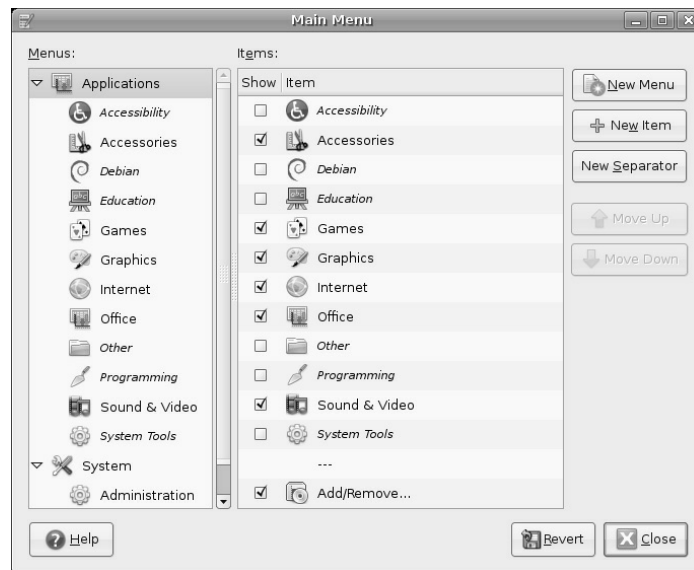 Main Menu
Menus:
Applications
Accessibility
Accessories
Debian
Education
Games
Graphics
Internet
Office
Other
Programming
Sound & Video
System Tools
System
Administration
Items:
Show Item
Accessibility
Accessories
Debian
Education
Games
Graphics
Internet
Office
Other
Programming
Sound & Video
System Tools
---
Add/Remove...
New Menu
New Item
New Separator
Move Up
Move Down
Help
Revert
Close